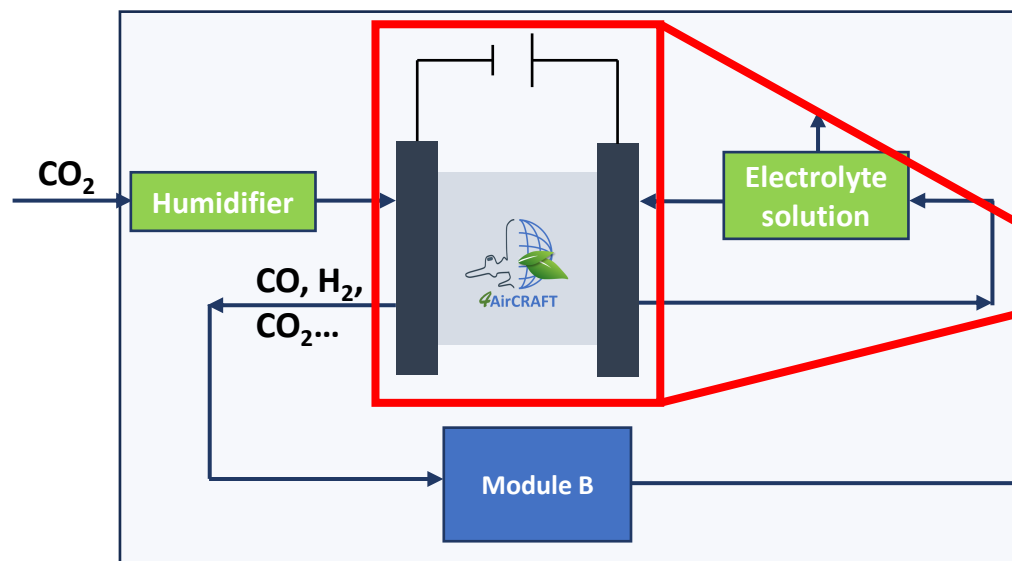 CO₂
Humidifier
Electrolyte
solution
CO, H₂,
CO₂...
4AirCRAFT
Module B